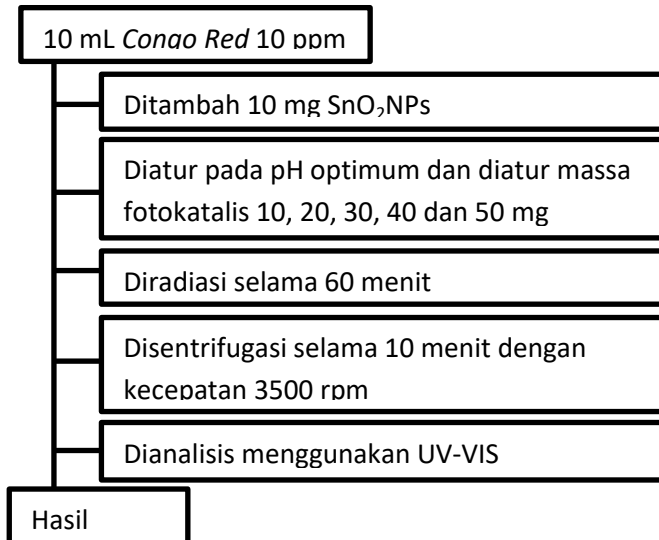 10 mL Congo Red 10 ppm
Ditambah 10 mg SnO₂NPs
Diatur pada pH optimum dan diatur massa
fotokatalis 10, 20, 30, 40 dan 50 mg
Diradiasi selama 60 menit
Disentrifugasi selama 10 menit dengan
kecepatan 3500 rpm
Dianalisis menggunakan UV-VIS
Hasil